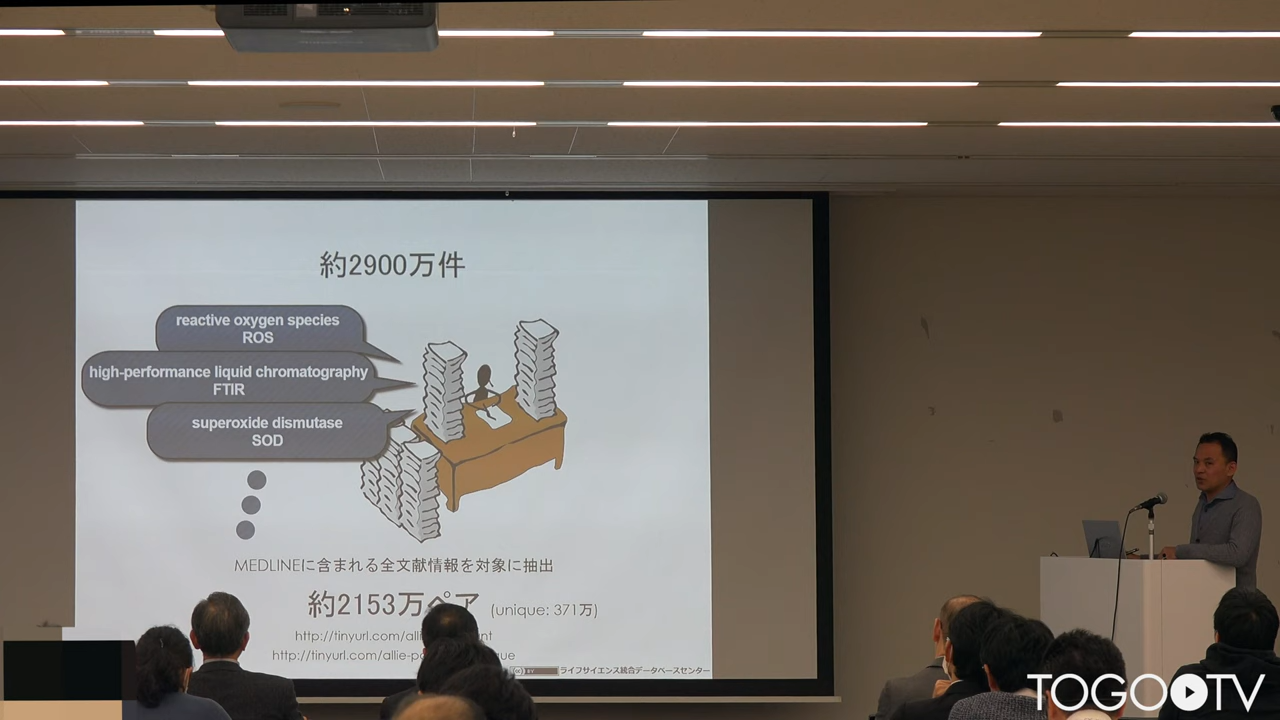 約2900万件
reactive oxygen species
ROS
high-performance liquid chromatography
FTIR
superoxide dismutase
SOD
MEDLINEに含まれる全文献情報を対象に抽出
約2153万ペア (unique: 371万)
ライフサイエンス統合データベースセンター
TOGO TV